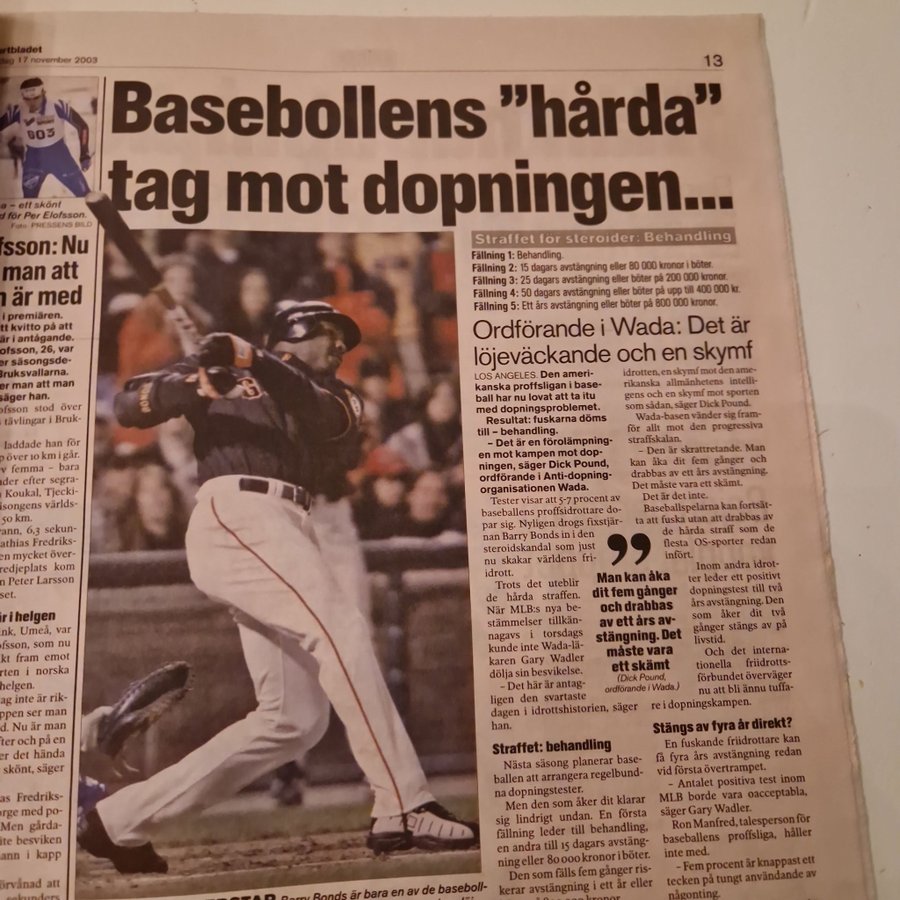 rtbladet
dag 17 november 2003
13
Basebollens ”hårda”
tag mot dopningen...
903
a – ett skönt
d för Per Elofsson.
Foto: PRESSENS BILD
fsson: Nu
man att
n är med
i premiären.
tt kvitto på att
är i antågande.
ofsson, 26, var
er säsongsde-
Bruksvallarna.
er man att man
säger han.
ofsson stod över
s tävlingar i Bruk-
laddade han för
p över 10 km i går.
v femma – bara
nder efter segra-
n Koukal, Tjecki-
isongens världs-
50 km.
vann, 6,3 sekun-
athias Fredriks-
en mycket över-
redjeplats kom
n Peter Larsson
set.
r i helgen
ink, Umeå, var
ofsson, som nu
kt fram emot
rten i norska
helgen.
ag inte är rik-
ppen ser man
d. Nu är man
fter och på en
er det hända
skönt, säger
as Fredriks-
orge med po-
Men gårda-
ite besviken
ann i kapp
förvånad att
sekunders
Straffet för steroider: Behandling
Fällning 1: Behandling.
Fällning 2: 15 dagars avstängning eller 80 000 kronor i böter.
Fällning 3: 25 dagars avstängning eller böter på 200 000 kronor.
Fällning 4: 50 dagars avstängning eller böter på upp till 400 000 kr.
Fällning 5: Ett års avstängning eller böter på 800 000 kronor.
Ordförande i Wada: Det är
löjeväckande och en skymf
LOS ANGELES. Den ameri-
kanska proffsligan i base-
ball har nu lovat att ta itu
med dopningsproblemet.
Resultat: fuskarna döms
till – behandling.
– Det är en förolämpning-
en mot kampen mot dop-
ningen, säger Dick Pound,
ordförande i Anti-doping-
organisationen Wada.
Tester visar att 5-7 procent av
baseballens proffsidrottare do-
par sig. Nyligen drogs fixstjär-
nan Barry Bonds in i den
steroidskandal som just
nu skakar världens fri-
idrott.
Trots det uteblir
de hårda straffen.
När MLB:s nya be-
stämmelser tillkän-
nagavs i torsdags
kunde inte Wada-lä-
karen Gary Wadler
dölja sin besvikelse.
– Det här är antag-
ligen den svartaste
dagen i idrottshistorien, säger
han.
Straffet: behandling
Nästa säsong planerar base-
ballen att arrangera regelbund-
na dopningstester.
Men den som åker dit klarar
sig lindrigt undan. En första
fällning leder till behandling,
en andra till 15 dagars avstäng-
ning eller 80 000 kronor i böter.
Den som fälls fem gånger ris-
kerar avstängning i ett år eller
kronor.
idrotten, en skymf mot den ame-
rikanska allmänhetens intelli-
gens och en skymf mot sporten
som sådan, säger Dick Pound.
Wada-basen vänder sig fram-
för allt mot den progressiva
straffskalan.
– Den är skrattretande. Man
kan åka dit fem gånger och
drabbas av ett års avstängning.
Det måste vara ett skämt.
Det är det inte.
Baseballspelarna kan fortsät-
ta att fuska utan att drabbas av
de hårda straff som de
flesta OS-sporter redan
infört.
Inom andra idrot-
ter leder ett positivt
dopningstest till två
års avstängning. Den
som åker dit två
gånger stängs av på
livstid.
Och det interna-
tionella friidrotts-
förbundet överväger
nu att bli ännu tuffa-
re i dopningskampen.
”
Man kan åka
dit fem gånger
och drabbas
av ett års av-
stängning. Det
måste vara
ett skämt
(Dick Pound,
ordförande i Wada.)
Stängs av fyra år direkt?
En fuskande friidrottare kan
få fyra års avstängning redan
vid första övertrampet.
– Antalet positiva test inom
MLB borde vara oacceptabla,
säger Gary Wadler.
Ron Manfred, talesperson för
baseballens proffsliga, håller
inte med.
– Fem procent är knappast ett
tecken på tungt användande av
någonting.
Barry Bonds är bara en av de baseboll-